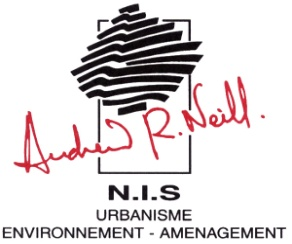 Andrew R. Neill.
N.I.S
URBANISME
ENVIRONNEMENT - AMENAGEMENT